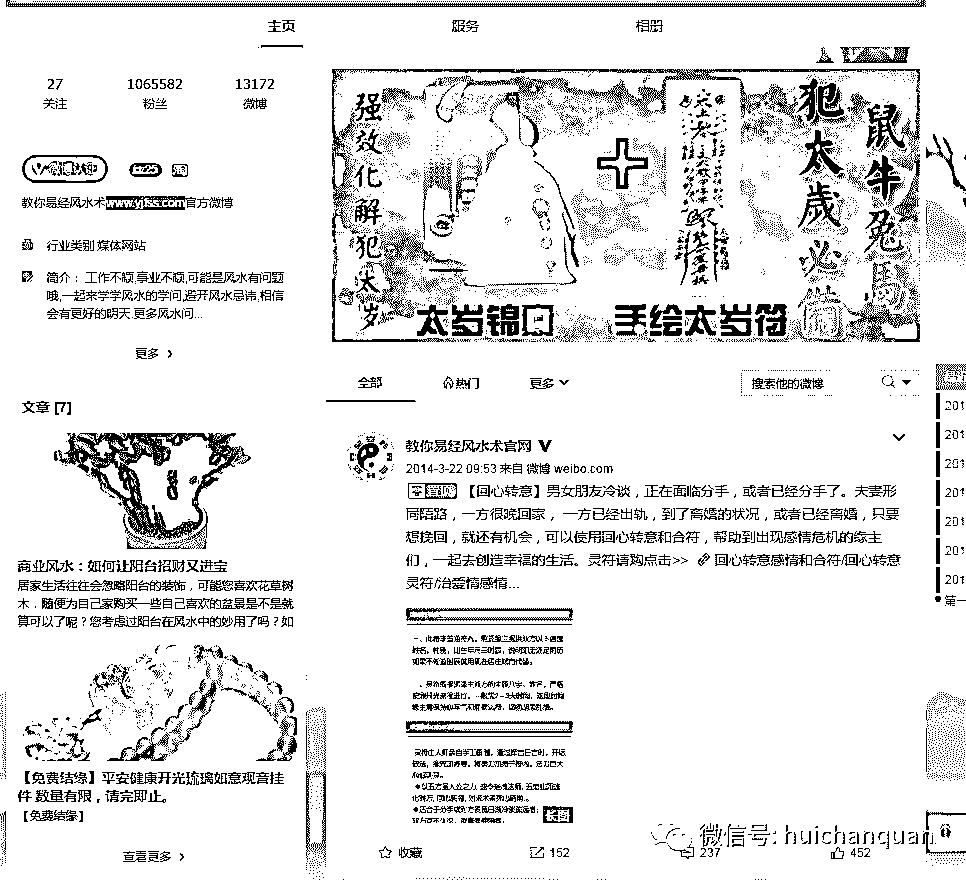 主页
服务
相册
27
1065582
13172
关注
粉丝
微博
教你易经风水术www.yjfss.com官方微博
行业类别 媒体网站
简介： 工作不顺,事业不顺,可能是风水有问题
哦,一起来学学风水的学问,避开风水忌讳,相信
会有更好的明天.更多风水问...
更多
文章 [7]
商业风水：如何让阳台招财又进宝
居家生活往往会忽略阳台的装饰，可能您喜欢花草树
木，随便为自己家购买一些自己喜欢的盆景是不是就
算可以了呢？您考虑过阳台在风水中的妙用了吗？如
【免费结缘】平安健康开光琉璃如意观音挂
件 数量有限，请完即止。
【免费结缘】
查看更多
强效化解犯太岁
太岁锦囊
手绘太岁符
犯太歲必備
鼠牛兔馬
全部
热门
更多
搜索他的微博
教你易经风水术官网
2014-3-22 09:53 来自 微博 weibo.com
置顶 【回心转意】男女朋友冷谈，正在面临分手，或者已经分手了。夫妻形
同陌路，一方很晚回家， 一方已经出轨，到了离婚的状况，或者已经离婚，只要
想挽回，就还有机会，可以使用回心转意和合符，帮助到出现感情危机的缘主
们，一起去创造幸福的生活。灵符请购点击>> 回心转意感情和合符/回心转意
灵符/治爱情感情...
长图
收藏
152
237
452
微信号: huichanquan
201
201
201
201
201
201
201
第一